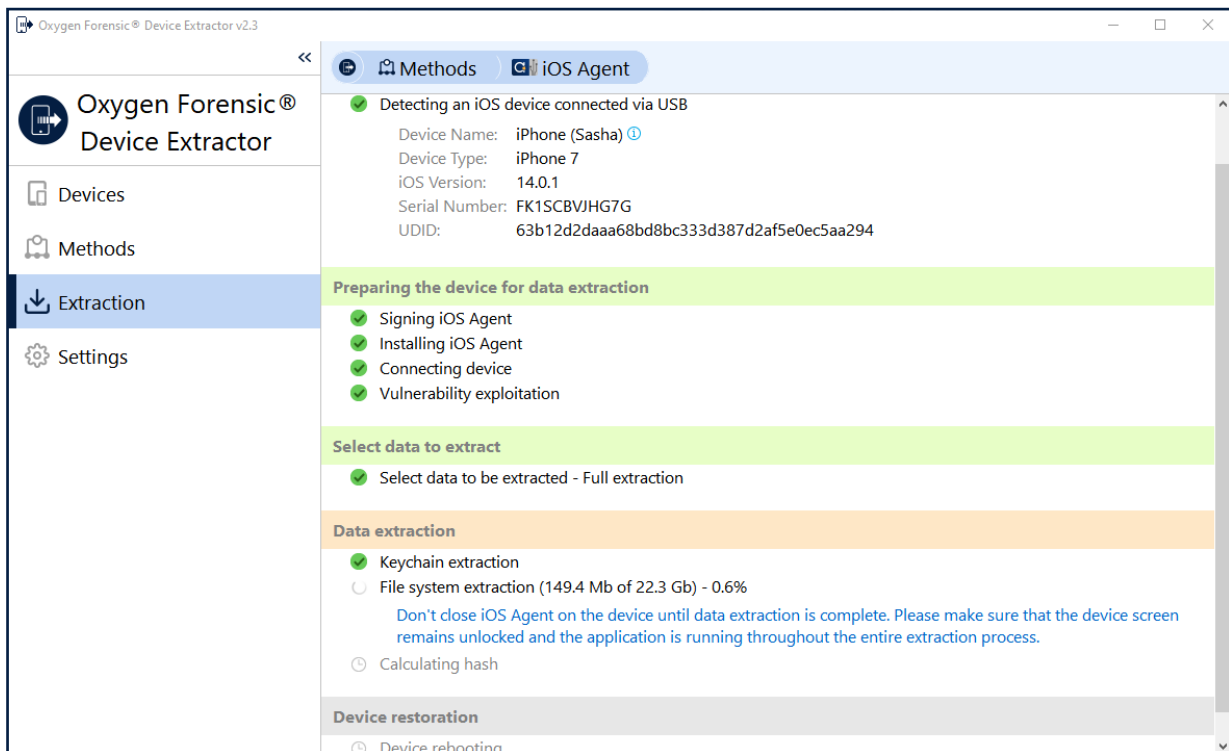 Oxygen Forensic® Device Extractor v2.3
«
Methods
iOS Agent
Oxygen Forensic®
Device Extractor
Devices
Methods
Extraction
Settings
Detecting an iOS device connected via USB
Device Name: iPhone (Sasha)
Device Type: iPhone 7
iOS Version: 14.0.1
Serial Number: FK1SCBVJHG7G
UDID: 63b12d2daaa68bd8bc333d387d2af5e0ec5aa294
Preparing the device for data extraction
Signing iOS Agent
Installing iOS Agent
Connecting device
Vulnerability exploitation
Select data to extract
Select data to be extracted - Full extraction
Data extraction
Keychain extraction
File system extraction (149.4 Mb of 22.3 Gb) - 0.6%
Don't close iOS Agent on the device until data extraction is complete. Please make sure that the device screen
remains unlocked and the application is running throughout the entire extraction process.
Calculating hash
Device restoration
Device rebooting